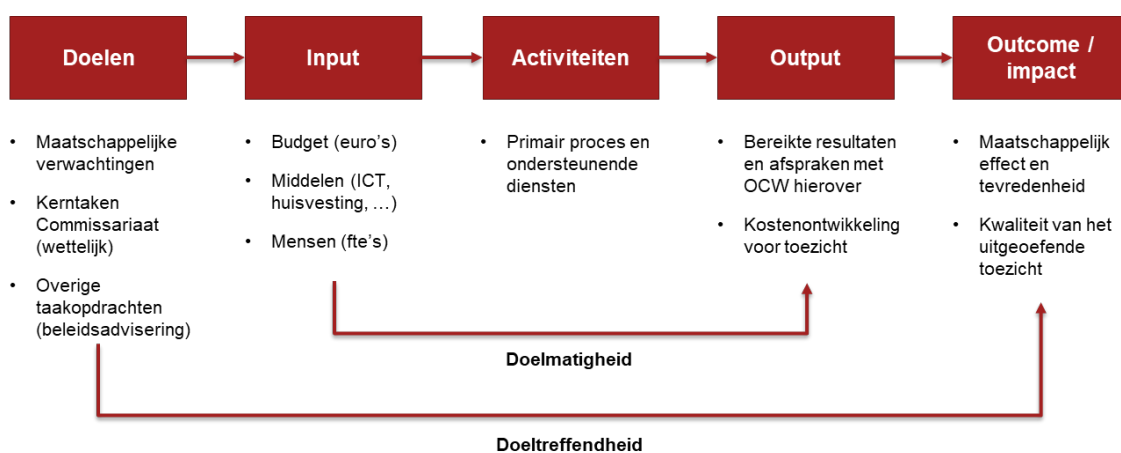 Doelen
Input
Activiteiten
Output
Outcome /
impact
• Maatschappelijke
verwachtingen
• Kerntaken
Commissariaat
(wettelijk)
• Overige
taakopdrachten
(beleidsadvisering)
• Budget (euro’s)
• Middelen (ICT,
huisvesting, …)
• Mensen (fte’s)
• Primair proces en
ondersteunende
diensten
• Bereikte resultaten
en afspraken met
OCW hierover
• Kostenontwikkeling
voor toezicht
• Maatschappelijk
effect en
tevredenheid
• Kwaliteit van het
uitgeoefende
toezicht
Doelmatigheid
Doeltreffendheid